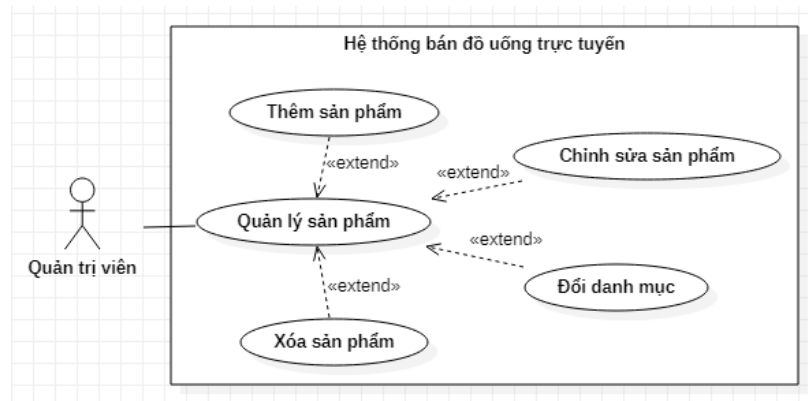 Hệ thống bán đồ uống trực tuyến
Thêm sản phẩm
«extend»
Chỉnh sửa sản phẩm
«extend»
Quản lý sản phẩm
«extend»
Quản trị viên
«extend»
Đổi danh mục
Xóa sản phẩm